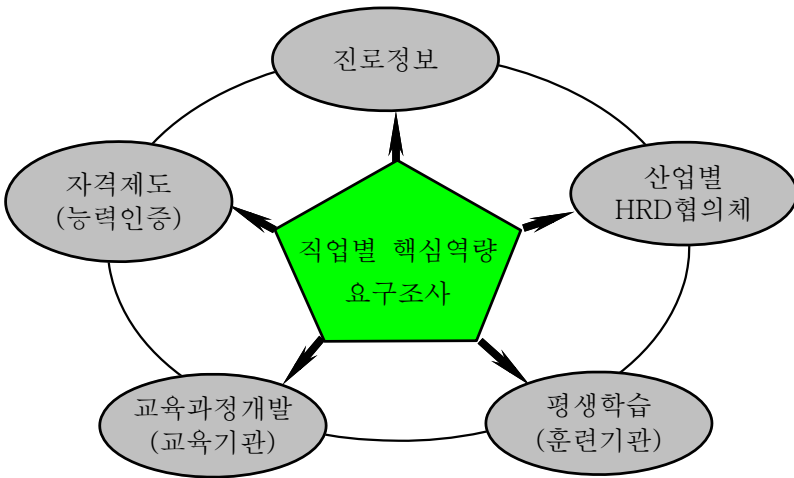 진로정보
자격제도
(능력인증)
산업별
HRD협의체
직업별 핵심역량
요구조사
교육과정개발
(교육기관)
평생학습
(훈련기관)